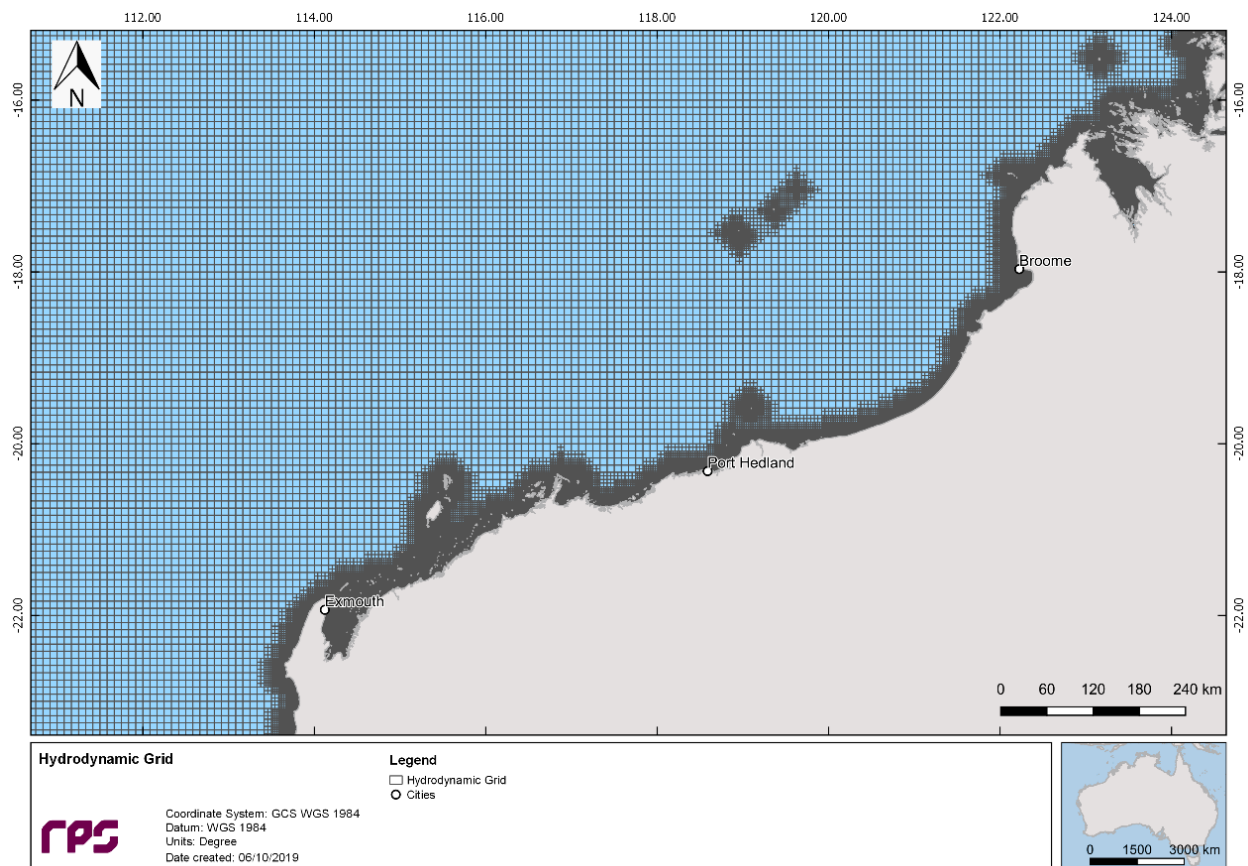 112.00 114.00 116.00 118.00 120.00 122.00 124.00
N
-16.00 -16.00
Broome
-18.00 -18.00
-20.00 -20.00
Port Hedland
Exmouth
-22.00 -22.00
0 60 120 180 240 km
Hydrodynamic Grid
Legend
Hydrodynamic Grid
Cities
rps
Coordinate System: GCS WGS 1984
Datum: WGS 1984
Units: Degree
Date created: 06/10/2019
0 1500 3000 km